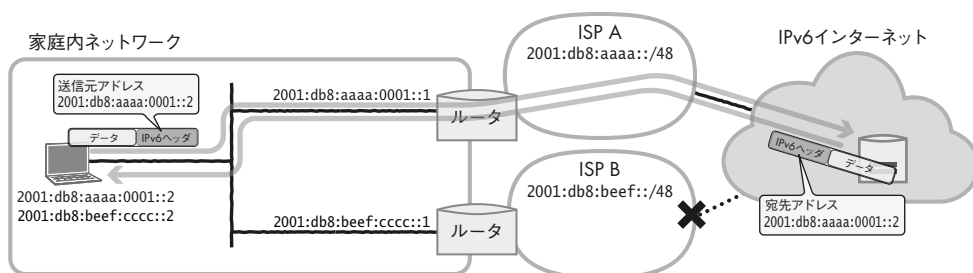 家庭内ネットワーク
送信元アドレス
2001:db8:aaaa:0001::2
データ
IPv6ヘッダ
2001:db8:aaaa:0001::2
2001:db8:beef:cccc::2
2001:db8:aaaa:0001::1
ルータ
2001:db8:beef:cccc::1
ルータ
ISP A
2001:db8:aaaa::/48
ISP B
2001:db8:beef::/48
IPv6インターネット
IPv6ヘッダ
データ
宛先アドレス
2001:db8:aaaa:0001::2